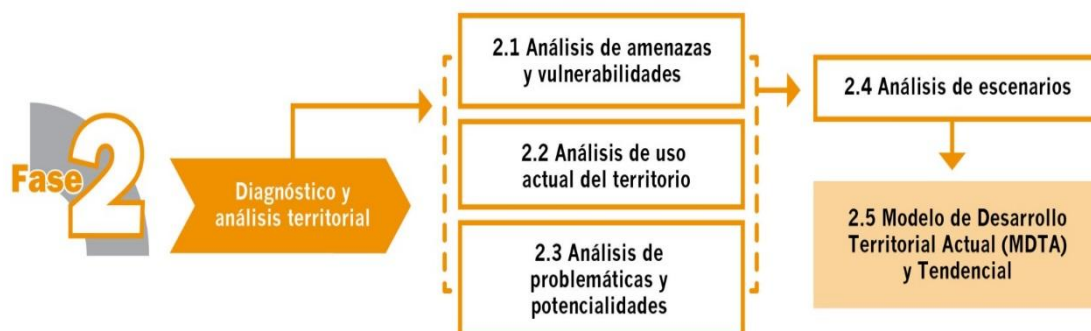 Fase 2
Diagnóstico y
análisis territorial
2.1 Análisis de amenazas
y vulnerabilidades
2.2 Análisis de uso
actual del territorio
2.3 Análisis de
problemáticas y
potencialidades
2.4 Análisis de escenarios
2.5 Modelo de Desarrollo
Territorial Actual (MDTA)
y Tendencial